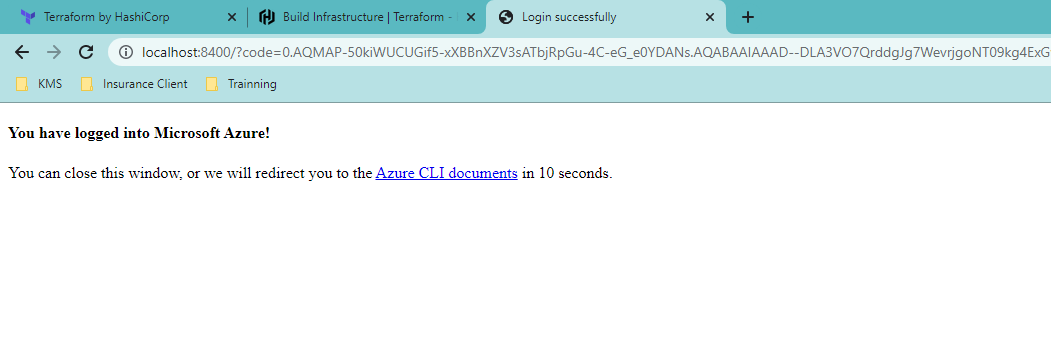 Terraform by HashiCorp
Build Infrastructure | Terraform -
Login successfully
localhost:8400/?code=0.AQMAP-50kiWUCUGif5-xXBBnXZV3sATbjRpGu-4C-eG_e0YDANs.AQABAAIAAAD--DLA3VO7QrddgJg7WevrjgoNT09kg4ExG
KMS
Insurance Client
Trainning
You have logged into Microsoft Azure!
You can close this window, or we will redirect you to the Azure CLI documents in 10 seconds.